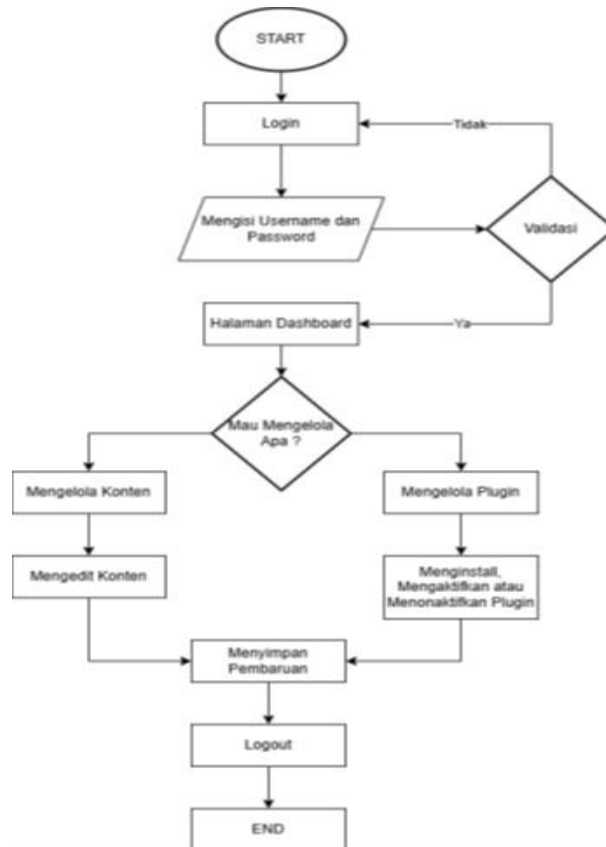 START
Login
Tidak
Mengisi Username dan
Password
Validasi
Halaman Dashboard
Ya
Mau Mengelola
Apa ?
Mengelola Konten
Mengelola Plugin
Mengedit Konten
Menginstall,
Mengaktifkan atau
Menonaktifkan Plugin
Menyimpan
Pembaruan
Logout
END